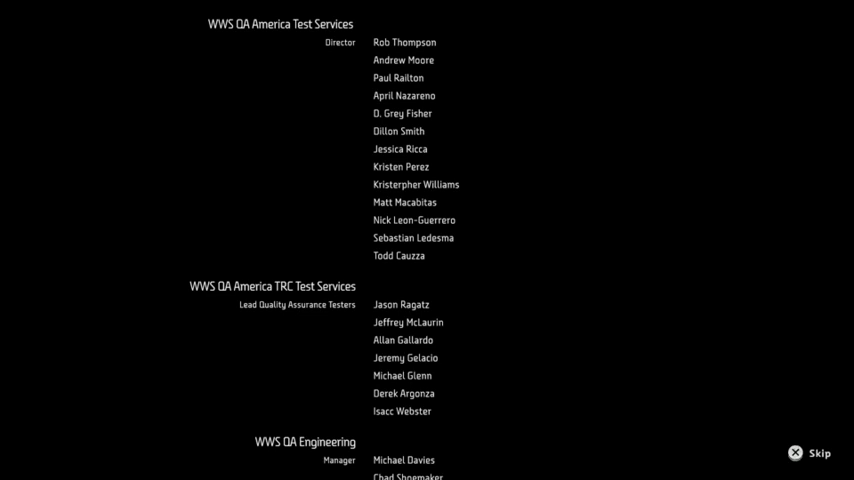 WWS QA America Test Services
Director Rob Thompson
Andrew Moore
Paul Railton
April Nazareno
D. Grey Fisher
Dillon Smith
Jessica Ricca
Kristen Perez
Kristerpher Williams
Matt Macabitas
Nick Leon-Guerrero
Sebastian Ledesma
Todd Cauzza
WWS QA America TRC Test Services
Lead Quality Assurance Testers Jason Ragatz
Jeffrey McLaurin
Allan Gallardo
Jeremy Gelacio
Michael Glenn
Derek Argonza
Isacc Webster
WWS QA Engineering
Manager Michael Davies
Chad Shoemaker
Skip